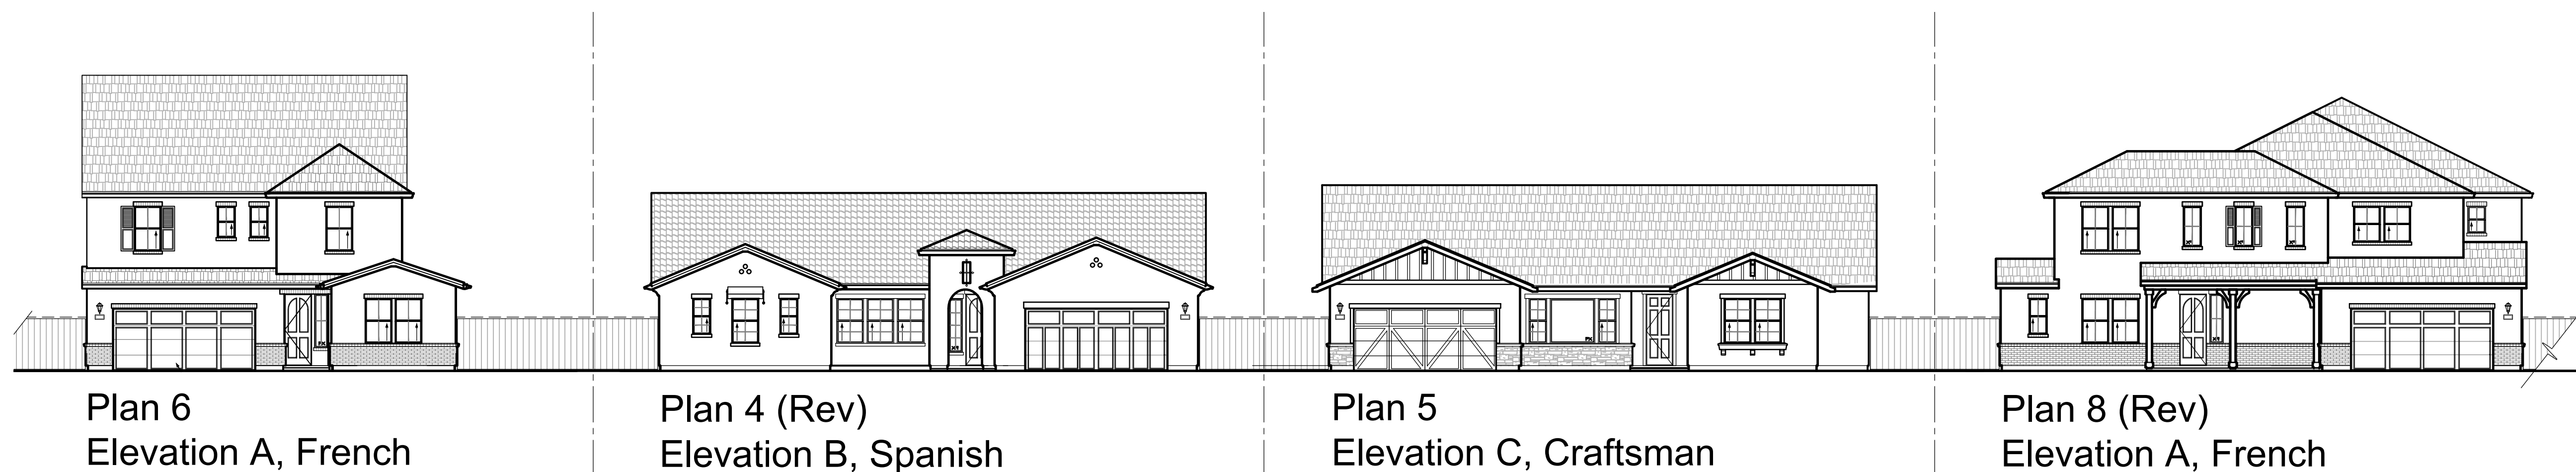 Plan 6
Elevation A, French
Plan 4 (Rev)
Elevation B, Spanish
Plan 5
Elevation C, Craftsman
Plan 8 (Rev)
Elevation A, French